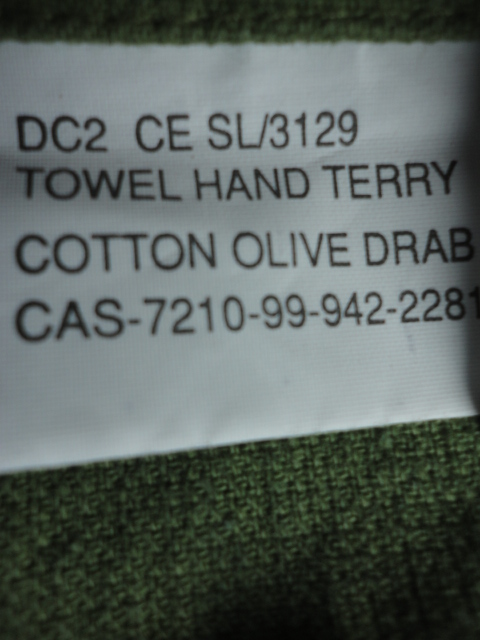 DC2 CE SL/3129
TOWEL HAND TERRY
COTTON OLIVE DRAB
CAS-7210-99-942-2281